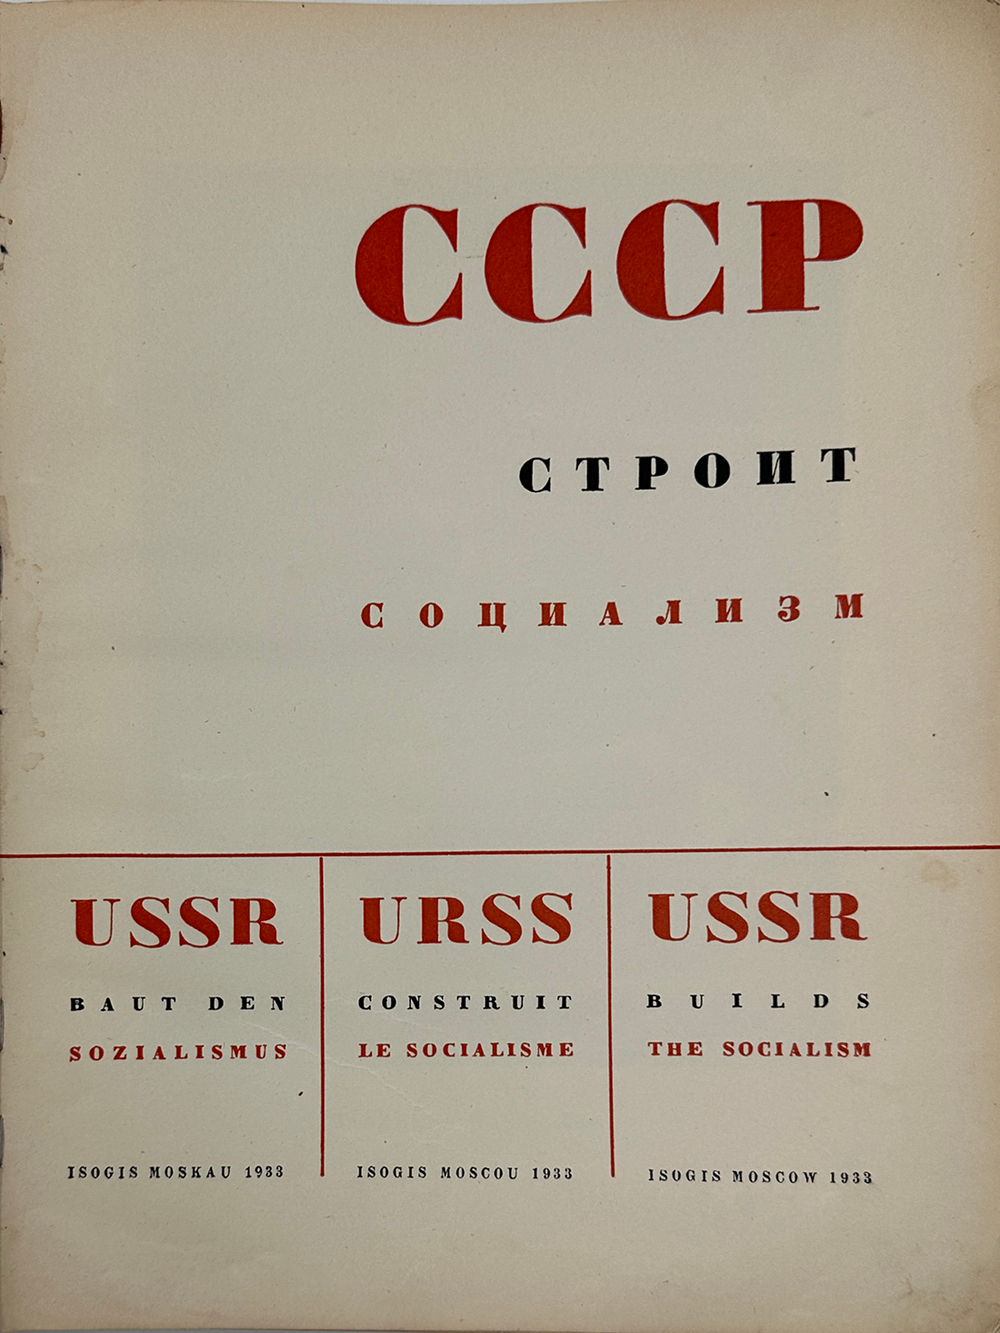 СССР
СТРОИТ
СОЦИАЛИЗМ
USSR
BAUT DEN
SOZIALISMUS
ISOGIS MOSKAU 1933
URSS
CONSTRUIT
LE SOCIALISME
ISOGIS MOSCOU 1933
USSR
BUILDS
THE SOCIALISM
ISOGIS MOSCOW 1933